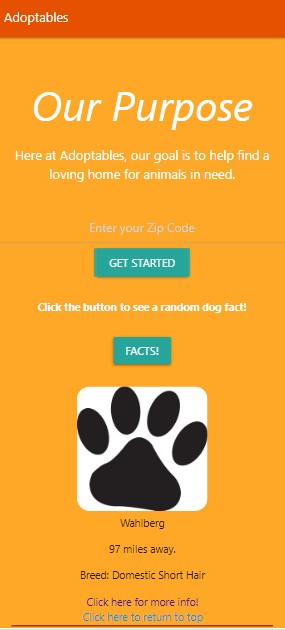 Adoptables
Our Purpose
Here at Adoptables, our goal is to help find a
loving home for animals in need.
Enter your Zip Code
GET STARTED
Click the button to see a random dog fact!
FACTS!
Wahlberg
97 miles away.
Breed: Domestic Short Hair
Click here for more info!
Click here to return to top